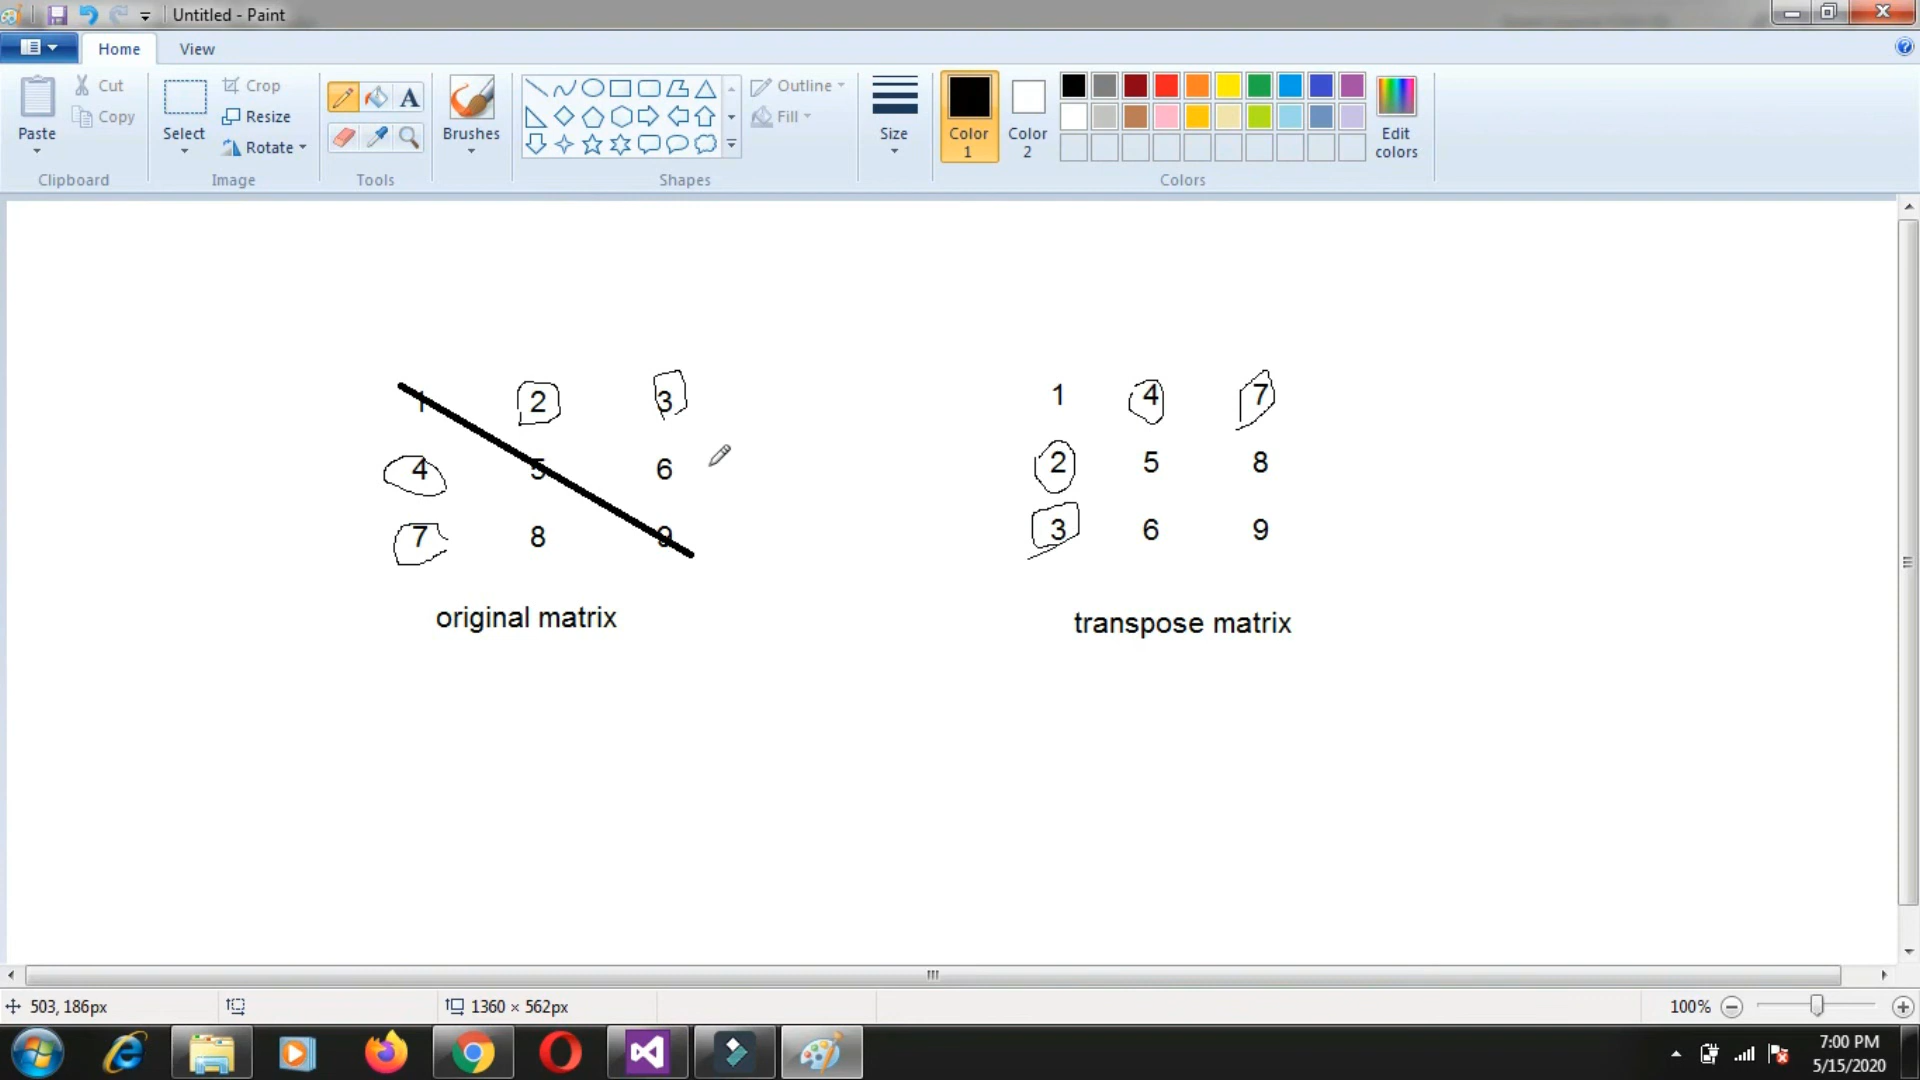 Untitled - Paint
Home View
Paste
Cut
Copy
Clipboard
Select
Crop
Resize
Rotate
Image
A
Tools
Brushes
Shapes
Outline
Fill
Size
Color 1
Color 2
Edit colors
Colors
1 2 3
4 5 6
7 8 9
original matrix
1 4 7
2 5 8
3 6 9
transpose matrix
503, 186px
1360 × 562px
100%
7:00 PM
5/15/2020